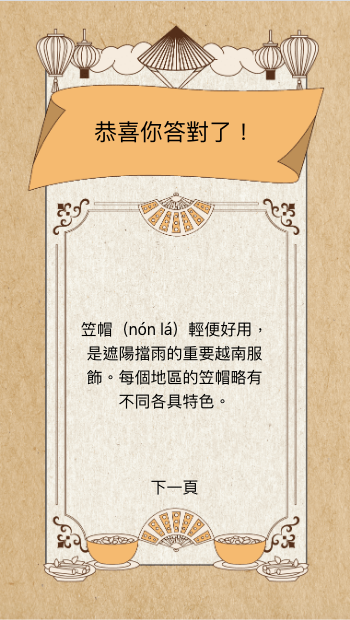 恭喜你答對了！
笠帽（nón lá）輕便好用，
是遮陽擋雨的重要越南服
飾。每個地區的笠帽略有
不同各具特色。
下一頁